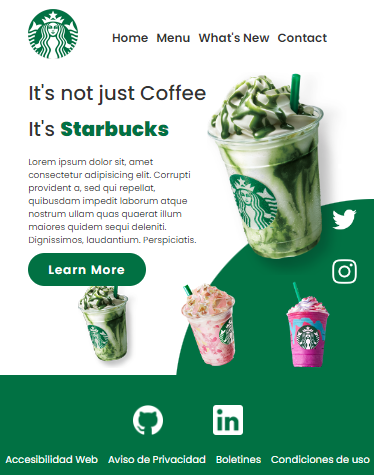 Home Menu What's New Contact
It's not just Coffee
It's Starbucks
Lorem ipsum dolor sit, amet
consectetur adipisicing elit. Corrupti
provident a, sed qui repellat,
quibusdam impedit laborum atque
nostrum ullam quas quaerat illum
maiores quidem sequi deleniti.
Dignissimos, laudantium. Perspiciatis.
Learn More
in
Accesibilidad Web Aviso de Privacidad Boletines Condiciones de uso